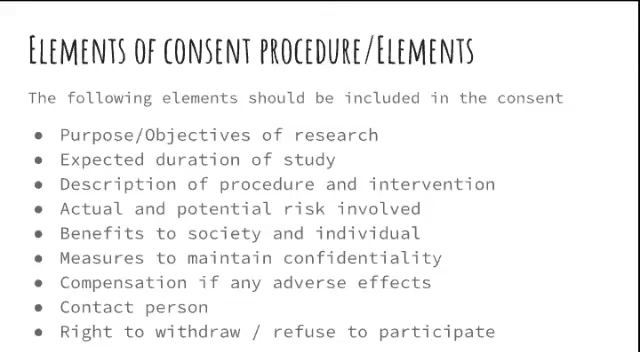 Elements of consent procedure/Elements
The following elements should be included in the consent
● Purpose/Objectives of research
● Expected duration of study
● Description of procedure and intervention
● Actual and potential risk involved
● Benefits to society and individual
● Measures to maintain confidentiality
● Compensation if any adverse effects
● Contact person
● Right to withdraw / refuse to participate